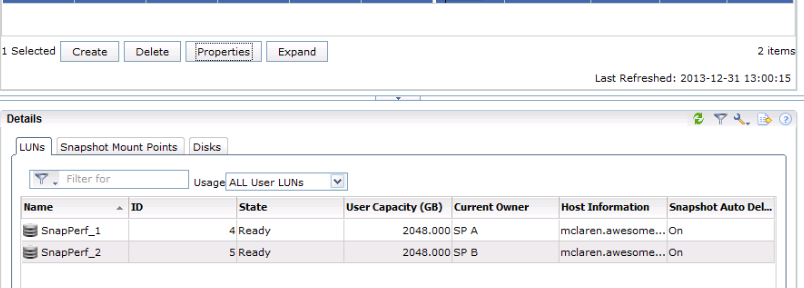 1 Selected Create Delete Properties Expand 2 items
Last Refreshed: 2013-12-31 13:00:15
Details
LUNs Snapshot Mount Points Disks
Filter for Usage ALL User LUNs
Name ID State User Capacity (GB) Current Owner Host Information Snapshot Auto Del...
SnapPerf_1 4 Ready 2048.000 SP A mclaren.awesome... On
SnapPerf_2 5 Ready 2048.000 SP B mclaren.awesome... On